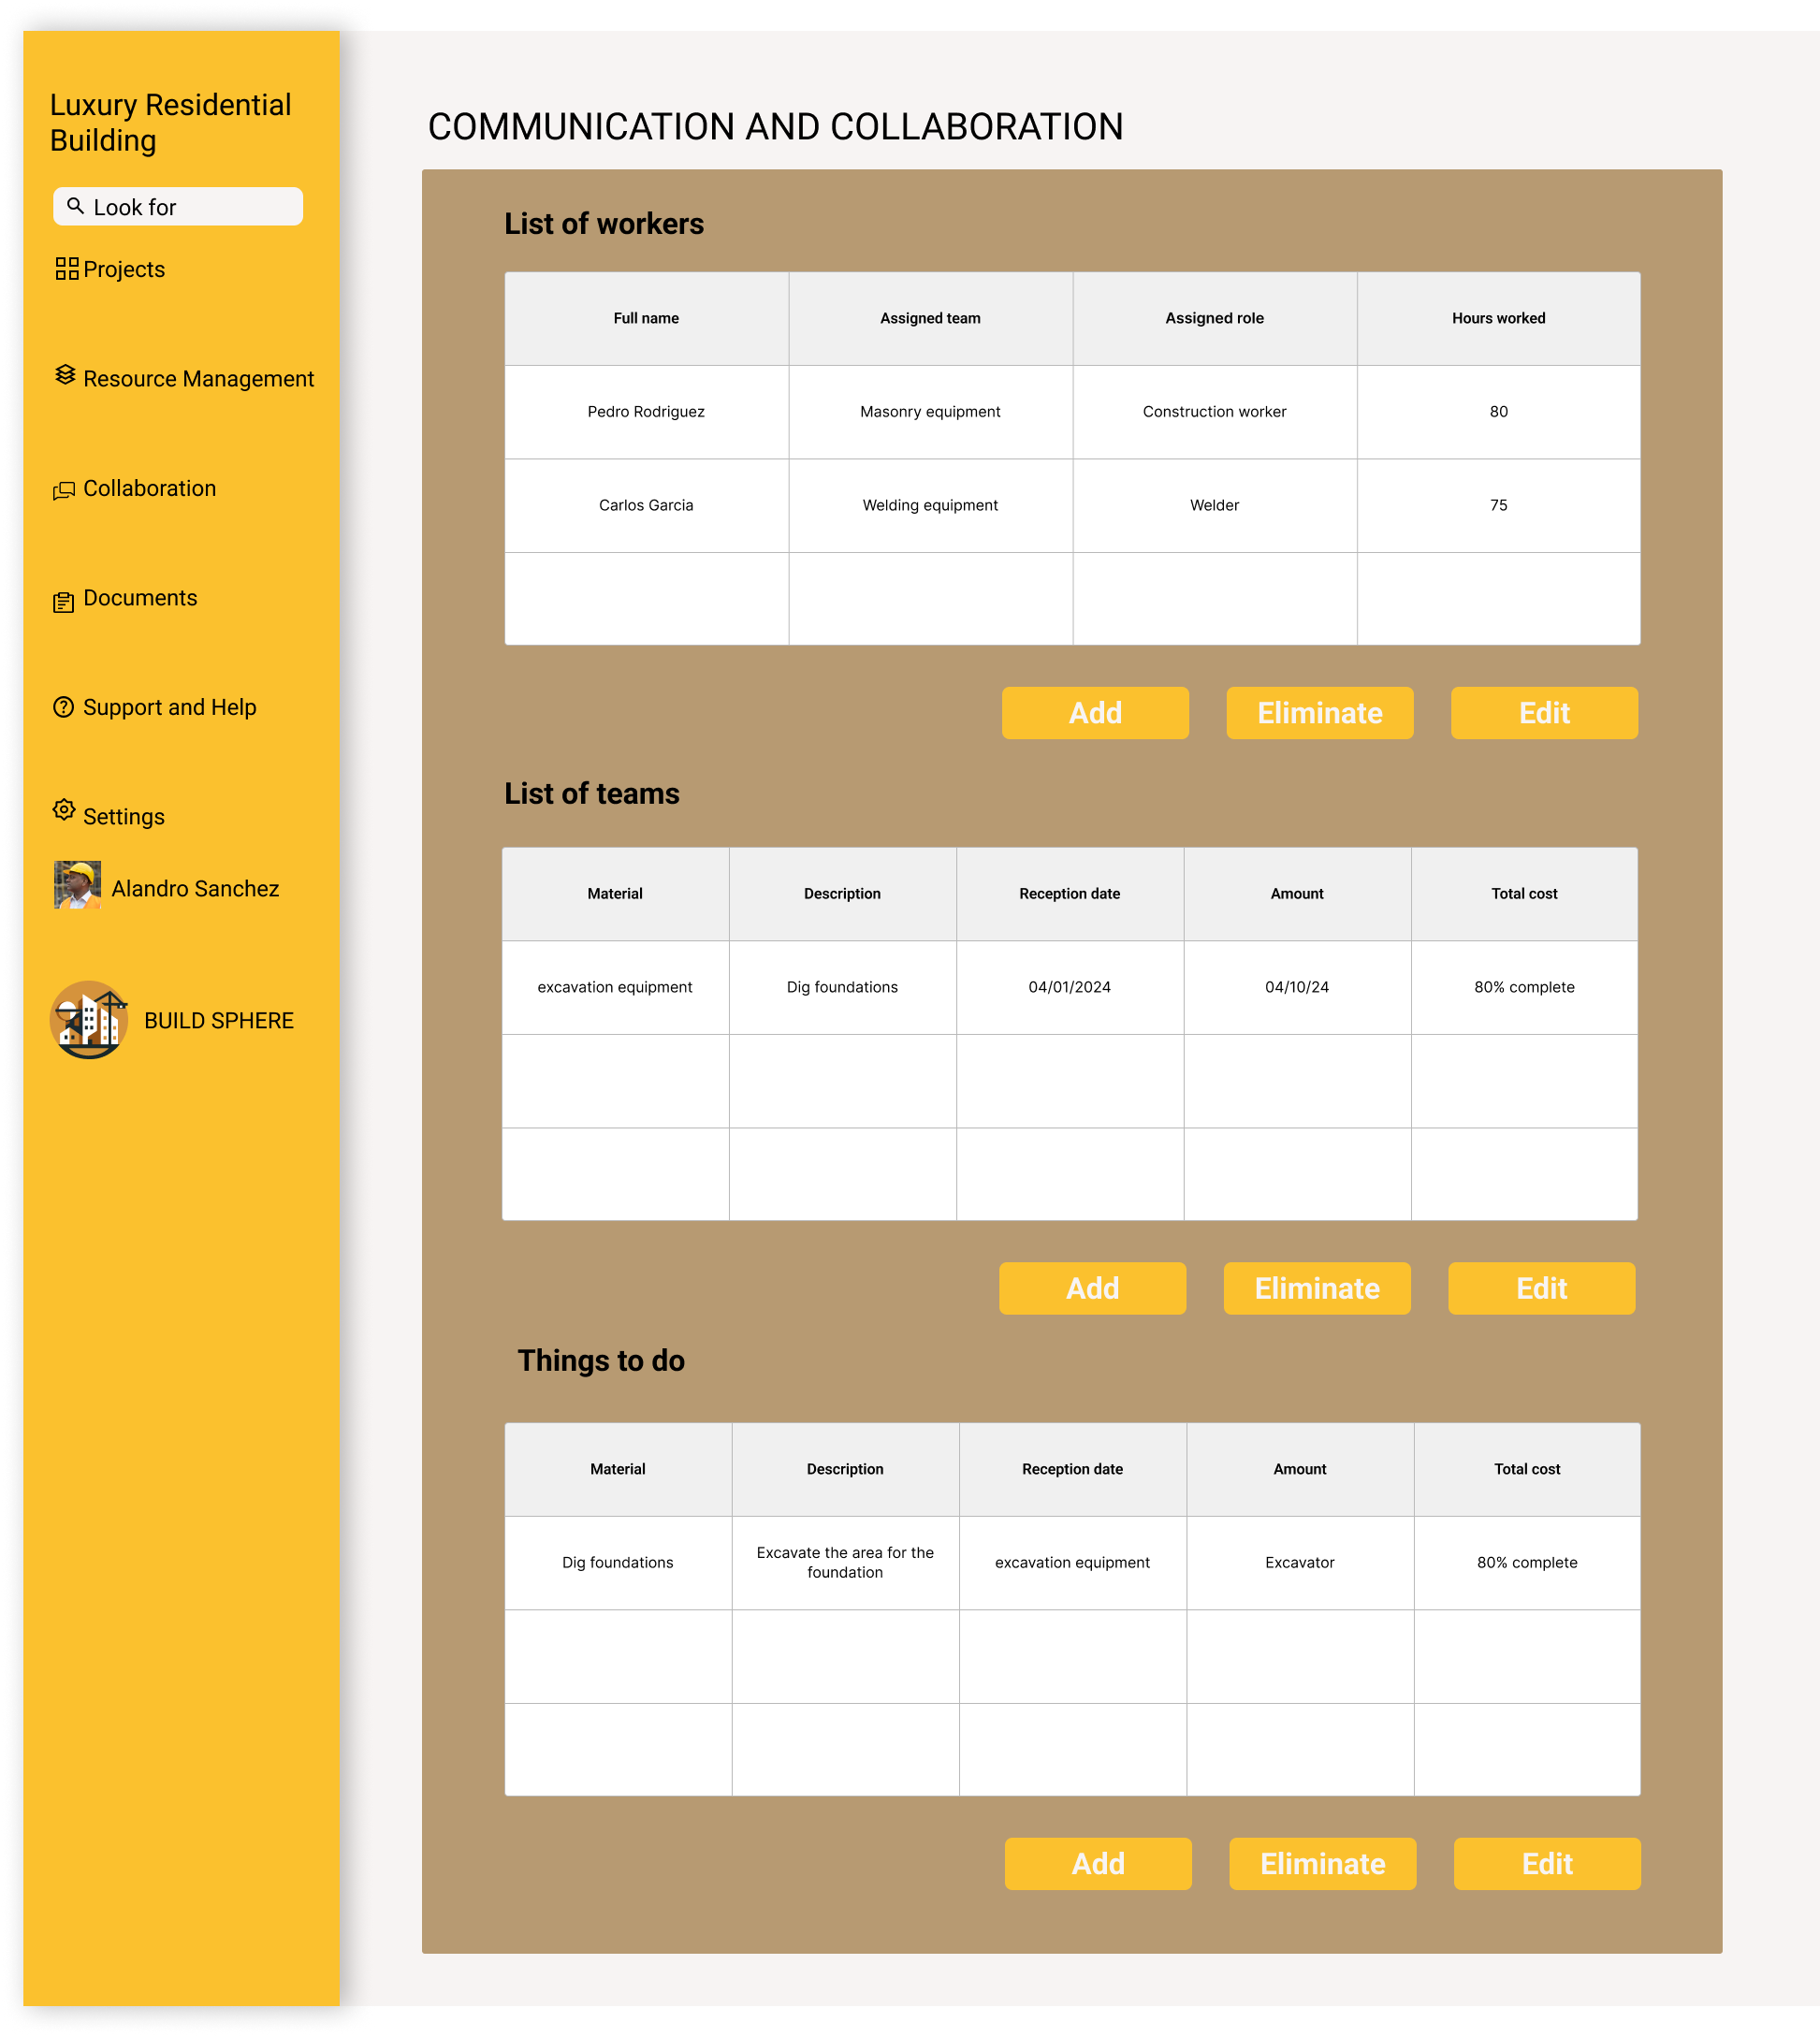 Luxury Residential
Building
Look for
Projects
Resource Management
Collaboration
Documents
Support and Help
Settings
Alandro Sanchez
BUILD SPHERE
COMMUNICATION AND COLLABORATION
List of workers
Full name Assigned team Assigned role Hours worked
Pedro Rodriguez Masonry equipment Construction worker 80
Carlos Garcia Welding equipment Welder 75
Add Eliminate Edit
List of teams
Material Description Reception date Amount Total cost
excavation equipment Dig foundations 04/01/2024 04/10/24 80% complete
Add Eliminate Edit
Things to do
Material Description Reception date Amount Total cost
Dig foundations Excavate the area for the excavation equipment Excavator 80% complete
foundation
Add Eliminate Edit